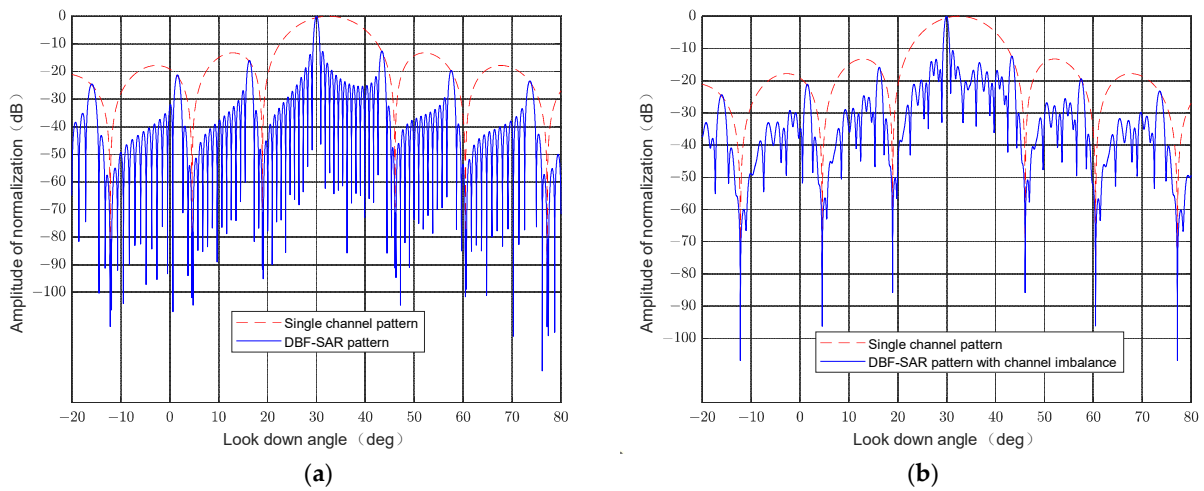 Amplitude of normalization（dB）
0
−10
−20
−30
−40
−50
−60
−70
−80
−90
−100
Single channel pattern
DBF-SAR pattern
−20 −10 0 10 20 30 40 50 60 70 80
Look down angle （deg）
(a)
Amplitude of normalization（dB）
0
−10
−20
−30
−40
−50
−60
−70
−80
−90
−100
Single channel pattern
DBF-SAR pattern with channel imbalance
−20 −10 0 10 20 30 40 50 60 70 80
Look down angle （deg）
(b)